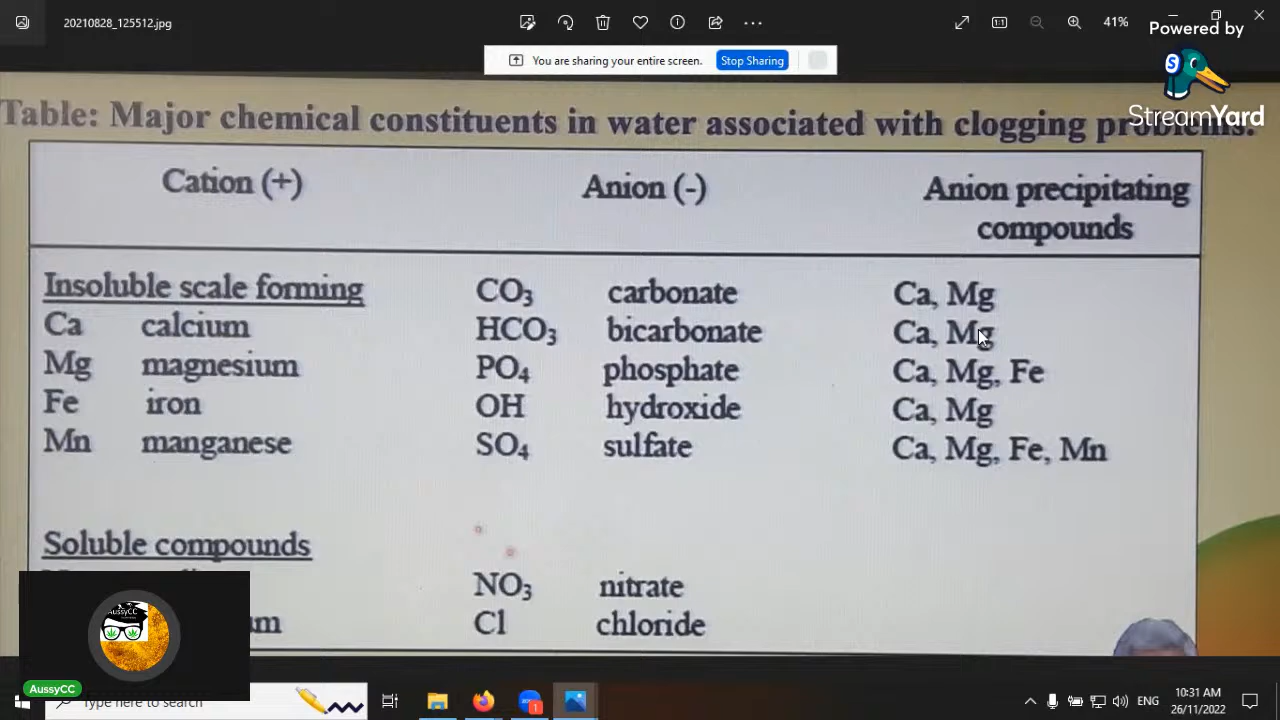 20210828_125512.jpg
41%
Powered by
StreamYard
You are sharing your entire screen. Stop Sharing
Table: Major chemical constituents in water associated with clogging problems.
Cation (+) Anion (-) Anion precipitating
compounds
Insoluble scale forming CO₃ carbonate Ca, Mg
Ca calcium HCO₃ bicarbonate Ca, Mg
Mg magnesium PO₄ phosphate Ca, Mg, Fe
Fe iron OH hydroxide Ca, Mg
Mn manganese SO₄ sulfate Ca, Mg, Fe, Mn
Soluble compounds
NO₃ nitrate
Cl chloride
AussyCC
AussyCC
Type here to search
1
ENG
10:31 AM
26/11/2022